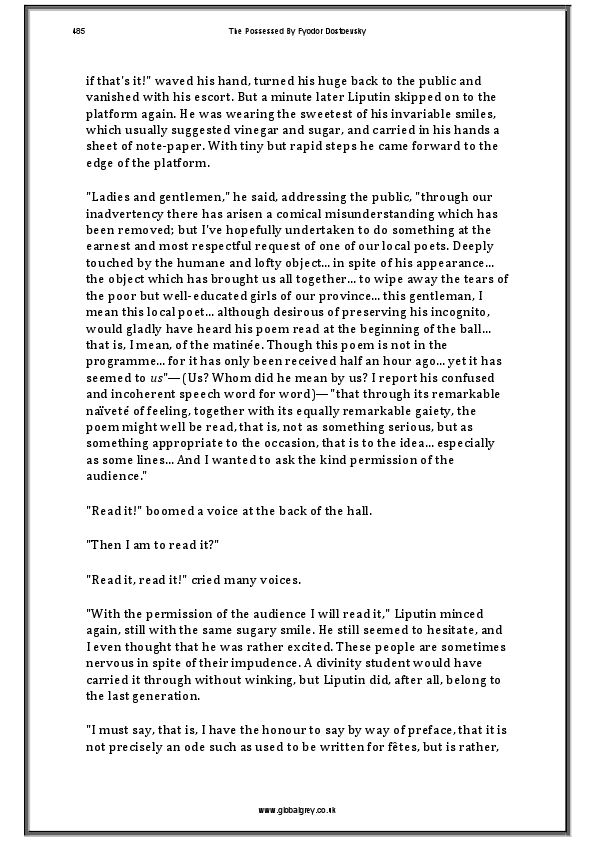 485
The Possessed By Fyodor Dostoevsky
if that's it!" waved his hand, turned his huge back to the public and
vanished with his escort. But a minute later Liputin skipped on to the
platform again. He was wearing the sweetest of his invariable smiles,
which usually suggested vinegar and sugar, and carried in his hands a
sheet of note-paper. With tiny but rapid steps he came forward to the
edge of the platform.
"Ladies and gentlemen," he said, addressing the public, "through our
inadvertency there has arisen a comical misunderstanding which has
been removed; but I've hopefully undertaken to do something at the
earnest and most respectful request of one of our local poets. Deeply
touched by the humane and lofty object... in spite of his appearance...
the object which has brought us all together... to wipe away the tears of
the poor but well-educated girls of our province... this gentleman, I
mean this local poet... although desirous of preserving his incognito,
would gladly have heard his poem read at the beginning of the ball...
that is, I mean, of the matinée. Though this poem is not in the
programme... for it has only been received half an hour ago... yet it has
seemed to us"—(Us? Whom did he mean by us? I report his confused
and incoherent speech word for word)—"that through its remarkable
naïveté of feeling, together with its equally remarkable gaiety, the
poem might well be read, that is, not as something serious, but as
something appropriate to the occasion, that is to the idea... especially
as some lines... And I wanted to ask the kind permission of the
audience."
"Read it!" boomed a voice at the back of the hall.
"Then I am to read it?"
"Read it, read it!" cried many voices.
"With the permission of the audience I will read it," Liputin minced
again, still with the same sugary smile. He still seemed to hesitate, and
I even thought that he was rather excited. These people are sometimes
nervous in spite of their impudence. A divinity student would have
carried it through without winking, but Liputin did, after all, belong to
the last generation.
"I must say, that is, I have the honour to say by way of preface, that it is
not precisely an ode such as used to be written for fêtes, but is rather,
www.globalgrey.co.uk